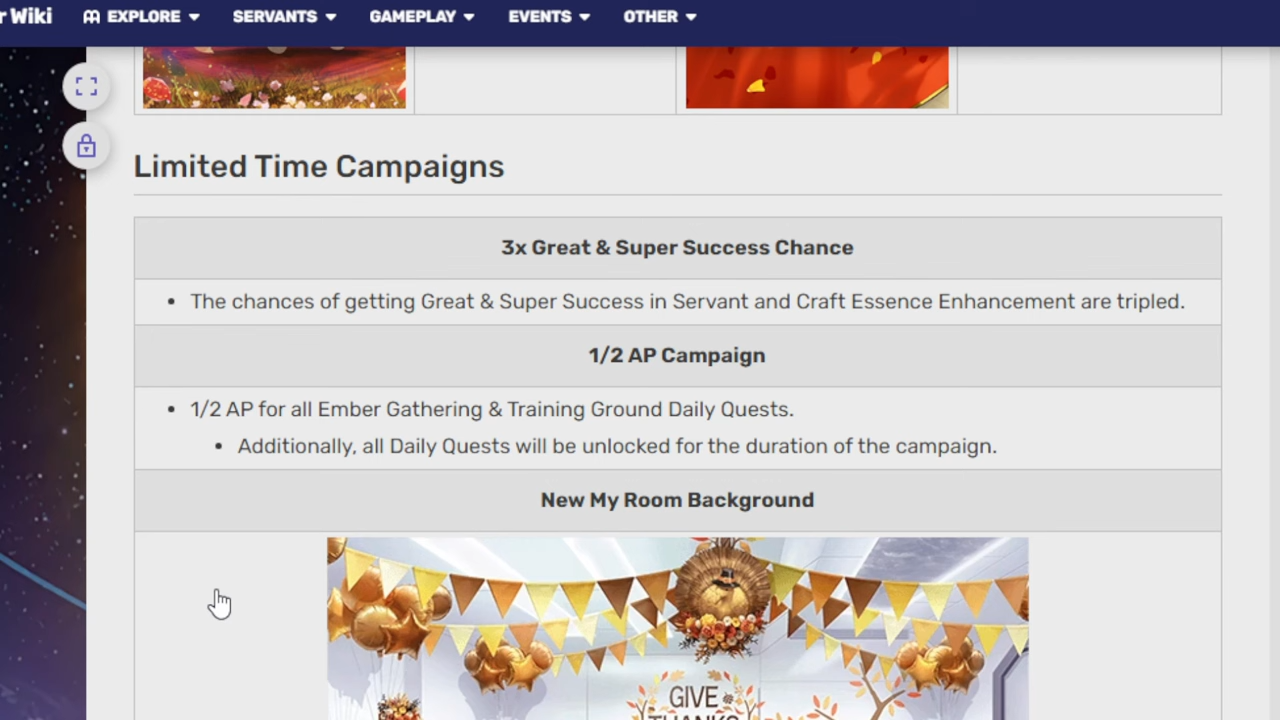 r Wiki EXPLORE SERVANTS GAMEPLAY EVENTS OTHER
Limited Time Campaigns
3x Great & Super Success Chance
• The chances of getting Great & Super Success in Servant and Craft Essence Enhancement are tripled.
1/2 AP Campaign
• 1/2 AP for all Ember Gathering & Training Ground Daily Quests.
• Additionally, all Daily Quests will be unlocked for the duration of the campaign.
New My Room Background
GIVE
THANKS